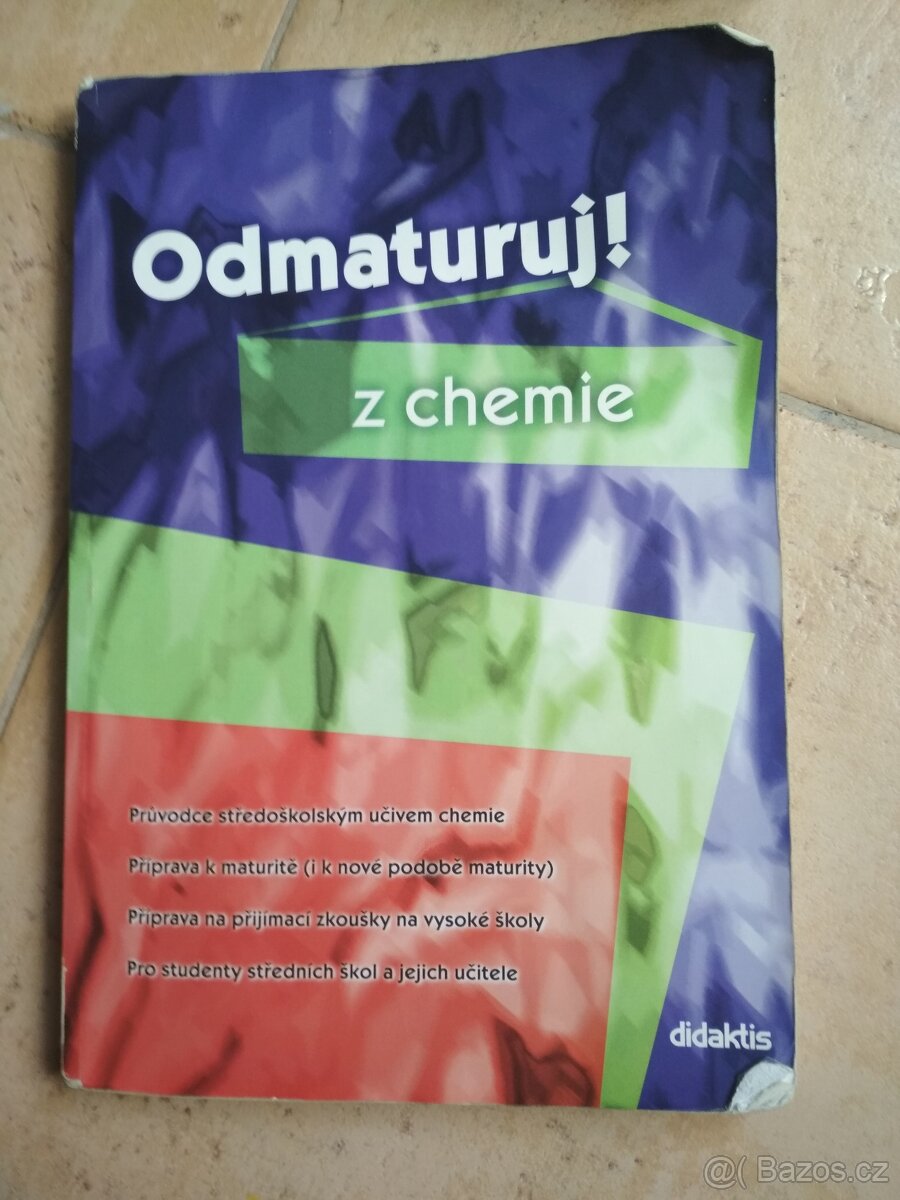 Odmaturuj!
z chemie
Průvodce středoškolským učivem chemie
Příprava k maturitě (i k nové podobě maturity)
Příprava na přijímací zkoušky na vysoké školy
Pro studenty středních škol a jejich učitele
didaktis
@( Bazos.cz